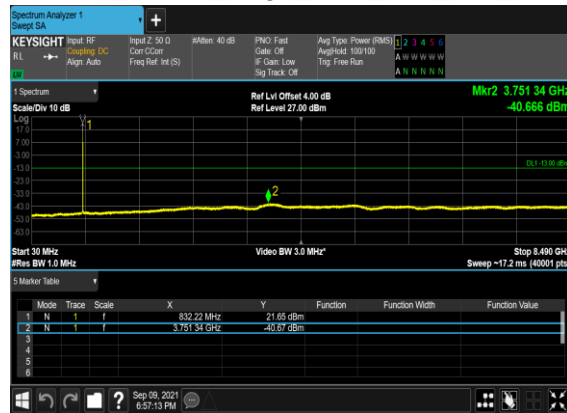 Spectrum Analyzer 1
Swept SA
+
KEYSIGHT Input: RF Input Z: 50 Ω #Atten: 40 dB PNO: Fast Avg Type: Power (RMS) 1 2 3 4 5 6
RL Coupling: DC Corr CCorr Gate: Off Avg|Hold: 100/100 A W W W W W
Align: Auto Freq Ref: Int (S) IF Gain: Low Trig: Free Run
LW Sig Track: Off A N N N N N
1 Spectrum Ref Lvl Offset 4.00 dB Mkr2 3.751 34 GHz
Scale/Div 10 dB Ref Level 27.00 dBm -40.666 dBm
Log
17.0 1
7.00
-3.00
-13.0 DL1 -13.00 dBm
-23.0
-33.0 2
-43.0
-53.0
-63.0
Start 30 MHz Video BW 3.0 MHz* Stop 8.490 GHz
#Res BW 1.0 MHz Sweep ~17.2 ms (40001 pts)
5 Marker Table
Mode Trace Scale X Y Function Function Width Function Value
1 N 1 f 832.22 MHz 21.65 dBm
2 N 1 f 3.751 34 GHz -40.67 dBm
3
4
5
6
? Sep 09, 2021
6:57:13 PM